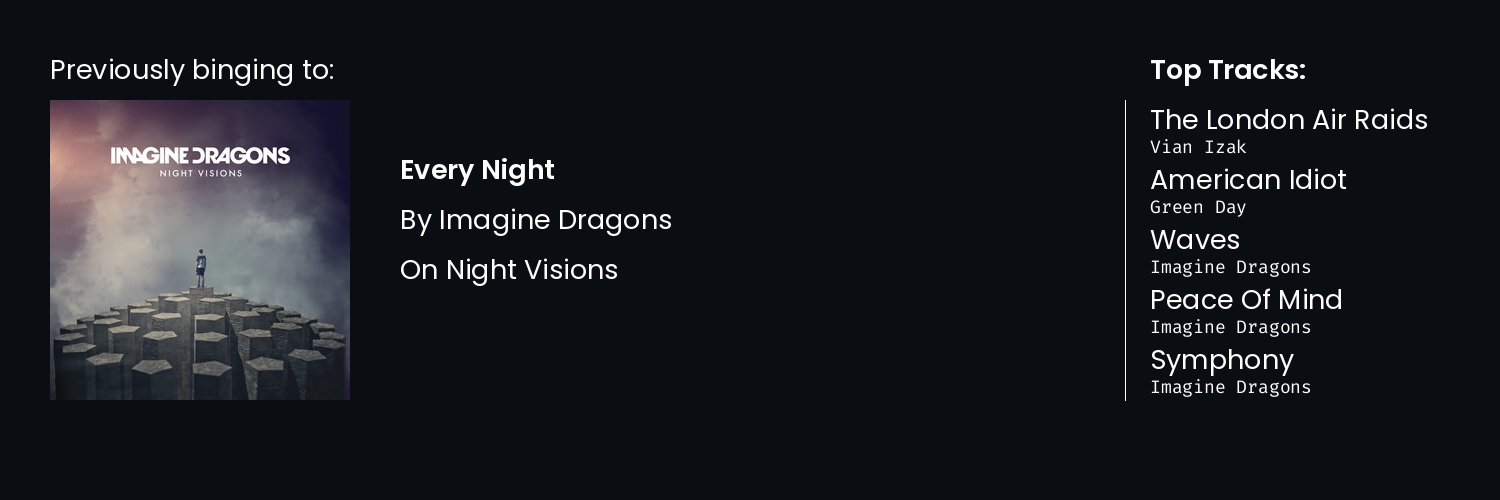 Previously binging to:
IMAGINE DRAGONS
NIGHT VISIONS
Every Night
By Imagine Dragons
On Night Visions
Top Tracks:
The London Air Raids
Vian Izak
American Idiot
Green Day
Waves
Imagine Dragons
Peace Of Mind
Imagine Dragons
Symphony
Imagine Dragons